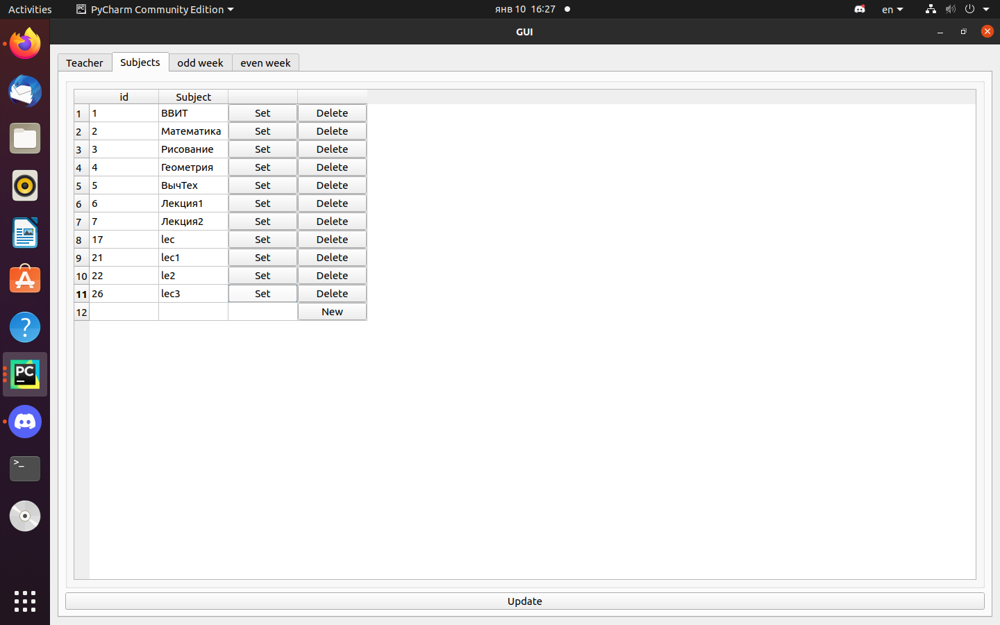 Activities PyCharm Community Edition янв 10 16:27 en
GUI
Teacher Subjects odd week even week
id Subject
1 1 ВВИТ Set Delete
2 2 Математика Set Delete
3 3 Рисование Set Delete
4 4 Геометрия Set Delete
5 5 ВычТех Set Delete
6 6 Лекция1 Set Delete
7 7 Лекция2 Set Delete
8 17 lec Set Delete
9 21 lec1 Set Delete
10 22 le2 Set Delete
11 26 lec3 Set Delete
12 New
Update